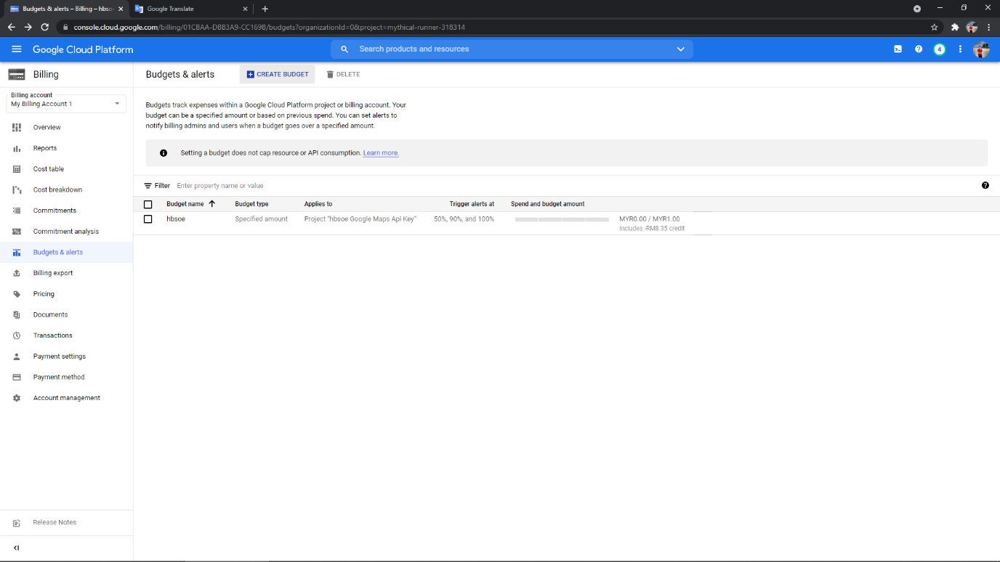 Budgets & alerts – Billing – hbsoe
Google Translate
console.cloud.google.com/billing/01CBAA-DBB3A9-CC169B/budgets?organizationId=0&project=mythical-runner-318314
Google Cloud Platform
Search products and resources
4
Billing
Budgets & alerts
CREATE BUDGET
DELETE
Billing account
My Billing Account 1
Overview
Reports
Cost table
Cost breakdown
Commitments
Commitment analysis
Budgets & alerts
Billing export
Pricing
Documents
Transactions
Payment settings
Payment method
Account management
Release Notes
Budgets track expenses within a Google Cloud Platform project or billing account. Your
budget can be a specified amount or based on previous spend. You can set alerts to
notify billing admins and users when a budget goes over a specified amount.
Setting a budget does not cap resource or API consumption. Learn more.
Filter Enter property name or value
Budget name Budget type Applies to Trigger alerts at Spend and budget amount
hbsoe Specified amount Project "hbsoe Google Maps Api Key" 50%, 90%, and 100% MYR0.00 / MYR1.00
Includes -RM8.35 credit